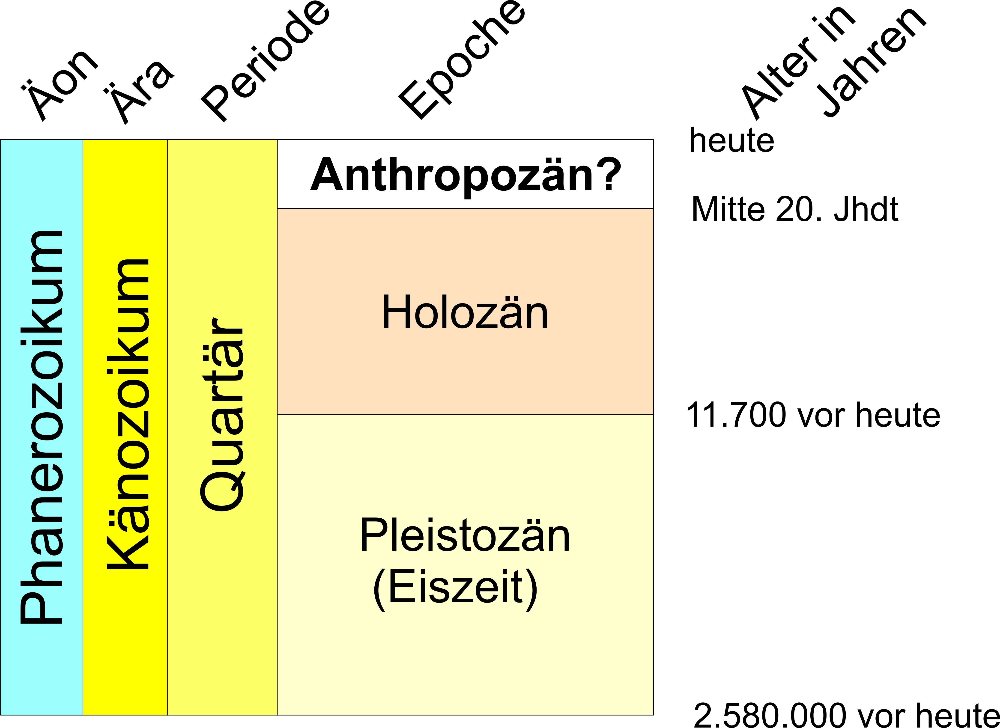 Äon
Ära
Periode
Epoche
Alter in
Jahren
Phanerozoikum
Känozoikum
Quartär
Anthropozän?
Holozän
Pleistozän
(Eiszeit)
heute
Mitte 20. Jhdt
11.700 vor heute
2.580.000 vor heute